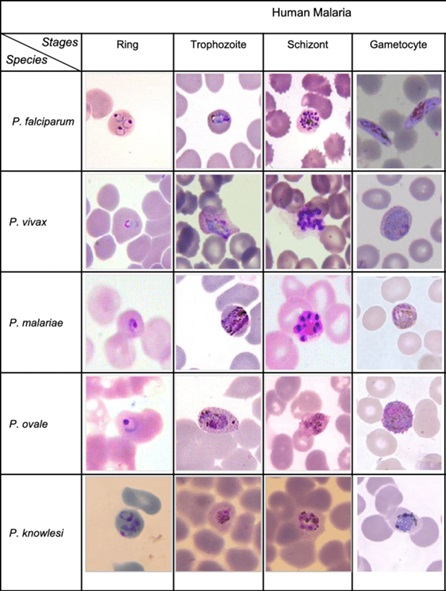 Human Malaria
Stages
Species
Ring
Trophozoite
Schizont
Gametocyte
P. falciparum
P. vivax
P. malariae
P. ovale
P. knowlesi